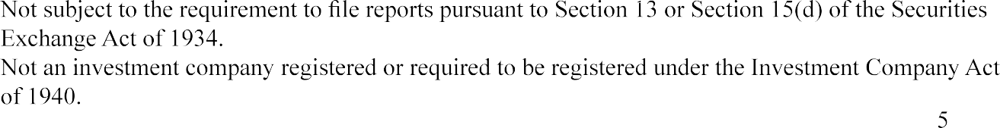 Not subject to the requirement to file reports pursuant to Section 13 or Section 15(d) of the Securities
Exchange Act of 1934.
Not an investment company registered or required to be registered under the Investment Company Act
of 1940.
5